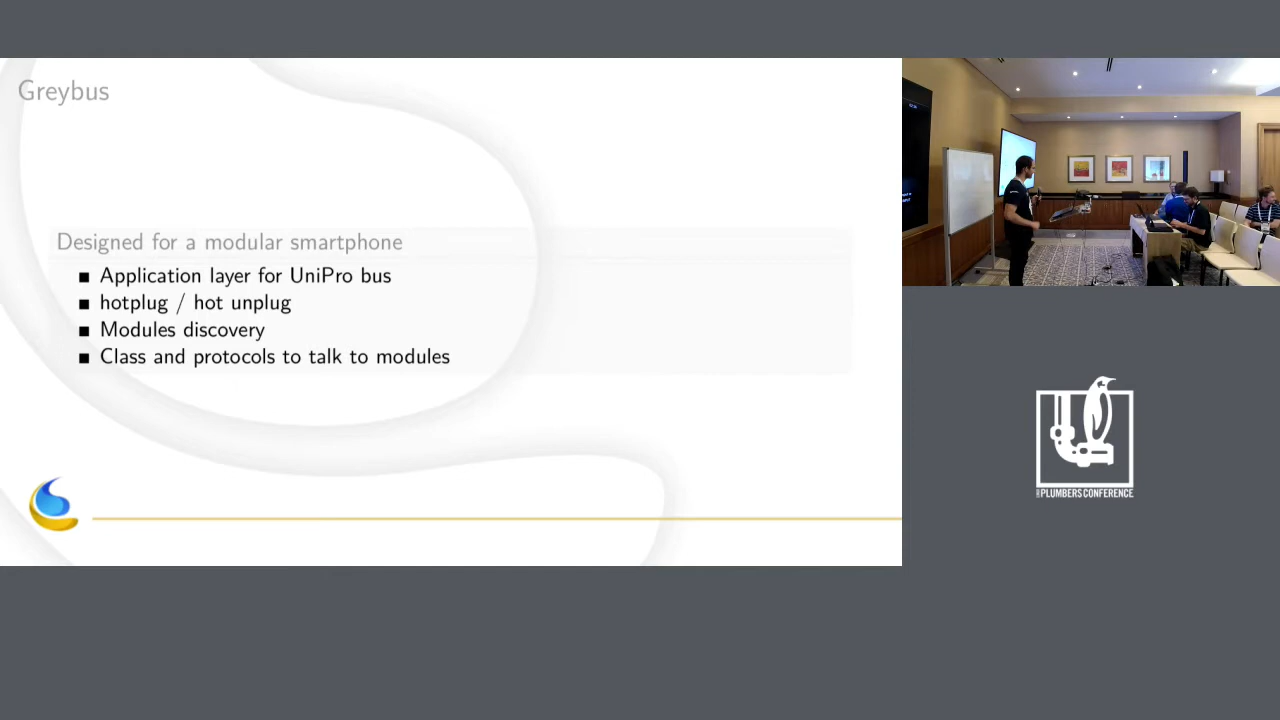 Greybus
Designed for a modular smartphone
Application layer for UniPro bus
hotplug / hot unplug
Modules discovery
Class and protocols to talk to modules
PLUMBERS CONFERENCE